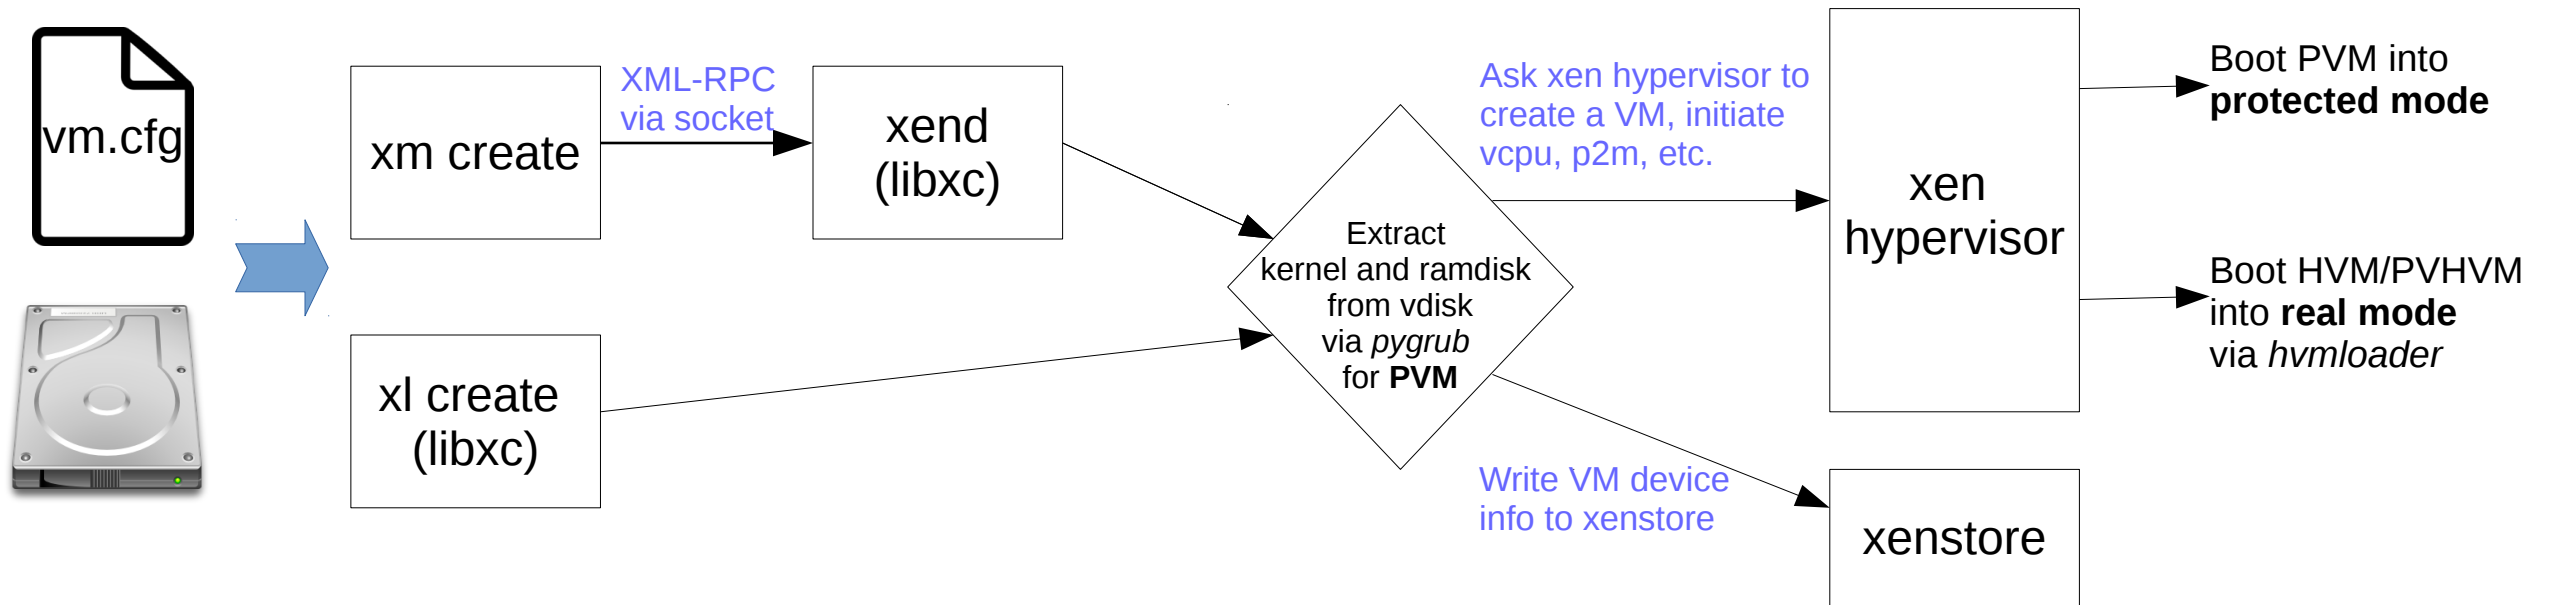 vm.cfg
xm create
XML-RPC
via socket
xend
(libxc)
xl create
(libxc)
Extract
kernel and ramdisk
from vdisk
via pygrub
for PVM
Ask xen hypervisor to
create a VM, initiate
vcpu, p2m, etc.
Write VM device
info to xenstore
xen
hypervisor
xenstore
Boot PVM into
protected mode
Boot HVM/PVHVM
into real mode
via hvmloader